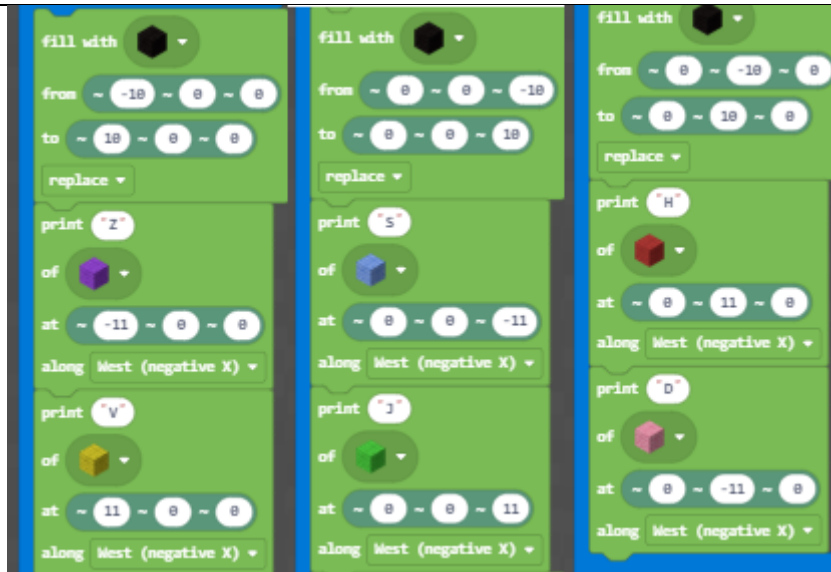 fill with
from ~ -10 ~ 0 ~ 0
to ~ 10 ~ 0 ~ 0
replace
print "Z"
of
at ~ -11 ~ 0 ~ 0
along West (negative X)
print "V"
of
at ~ 11 ~ 0 ~ 0
along West (negative X)
fill with
from ~ 0 ~ 0 ~ -10
to ~ 0 ~ 0 ~ 10
replace
print "S"
of
at ~ 0 ~ 0 ~ -11
along West (negative X)
print "J"
of
at ~ 0 ~ 0 ~ 11
along West (negative X)
fill with
from ~ 0 ~ -10 ~ 0
to ~ 0 ~ 10 ~ 0
replace
print "H"
of
at ~ 0 ~ 11 ~ 0
along West (negative X)
print "D"
of
at ~ 0 ~ -11 ~ 0
along West (negative X)